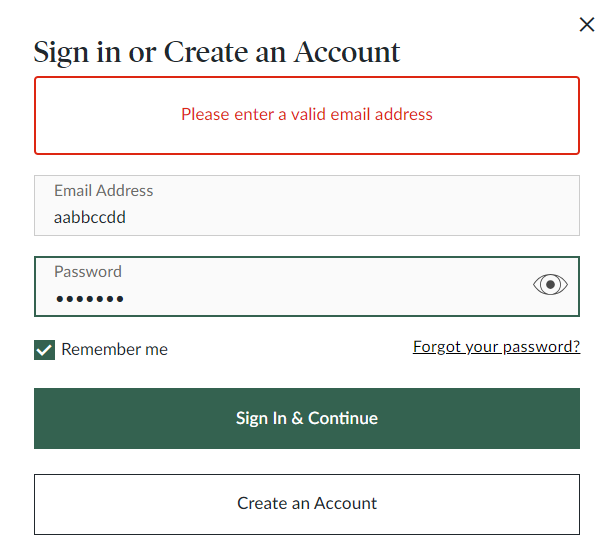 Sign in or Create an Account
Please enter a valid email address
Email Address
aabbccdd
Password
•••••••
Remember me
Forgot your password?
Sign In & Continue
Create an Account